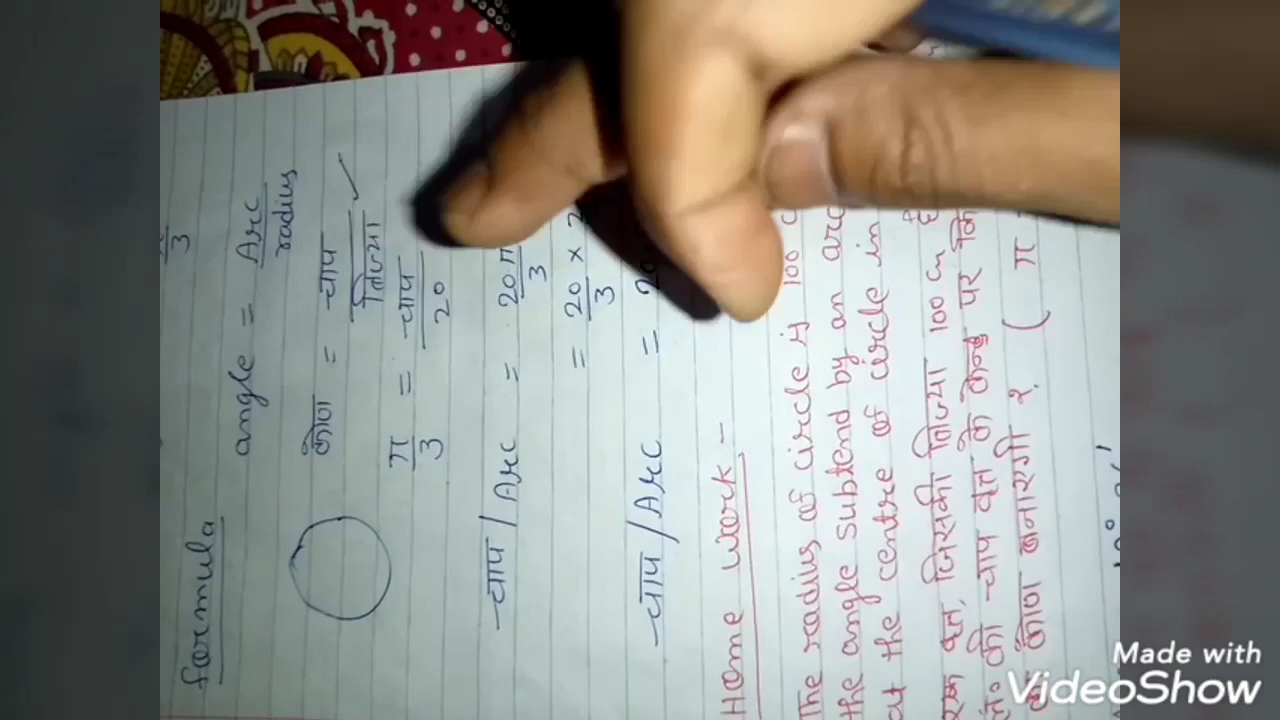 3
formula
angle = Arc / radius
कोण = चाप / त्रिज्या ✓
π/3 = चाप / 20
चाप / Arc = 20π / 3
= 20 × 2 / 3
चाप / Arc = 20
Home work -
The radius of circle is 100 c
the angle subtend by an arc
at the centre of circle in
एक वृत्त, जिसकी त्रिज्या 100 cm है
की चाप वृत्त के केन्द्र पर
कोण बनाएगी ? ( π
Made with
VideoShow